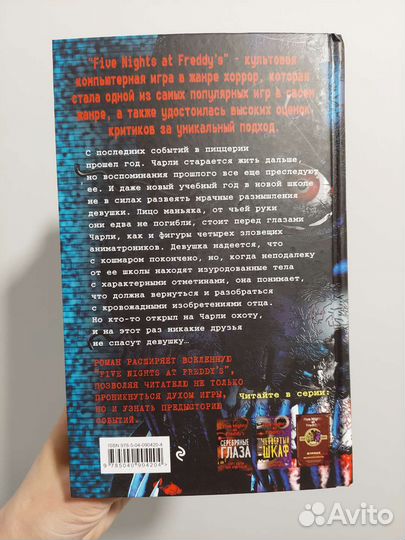 "Five Nights at Freddy's" - культовая
компьютерная игра в жанре хоррор, которая
стала одной из самых популярных игр в своем
жанре, а также удостоилась высоких оценок
критиков за уникальный подход.
С последних событий в пиццерии
прошел год. Чарли старается жить дальше,
но воспоминания прошлого все еще преследуют
ее. И даже новый учебный год в новой школе
не в силах развеять мрачные размышления
девушки. Лицо маньяка, от чьей руки
они едва не погибли, стоит перед глазами
Чарли, как и фигуры четырех зловещих
аниматроников. Девушка надеется, что
с кошмаром покончено, но, когда неподалеку
от ее школы находят изуродованные тела
с характерными отметинами, она понимает,
что должна вернуться и разобраться
с кровожадными изобретениями отца.
Но кто-то открыл на Чарли охоту,
и на этот раз никакие друзья
не спасут девушку...
РОМАН РАСШИРЯЕТ ВСЕЛЕННУЮ
"FIVE NIGHTS AT FREDDY'S",
ПОЗВОЛЯЯ ЧИТАТЕЛЮ НЕ ТОЛЬКО
ПРОНИКНУТЬСЯ ДУХОМ ИГРЫ,
НО И УЗНАТЬ ПРЕДЫСТОРИЮ
СОБЫТИЙ.
Читайте в серии:
СЕРЕБРЯНЫЕ
ГЛАЗА
ЧЕТВЕРТЫЙ
ШКАФ
ISBN 978-5-04-090420-4
9 785040 904204 >
Avito